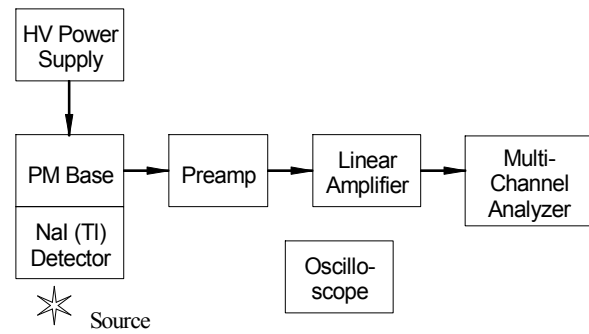 HV Power
Supply
PM Base
Preamp
Linear
Amplifier
Multi-
Channel
Analyzer
NaI (Tl)
Detector
Oscillo-
scope
Source